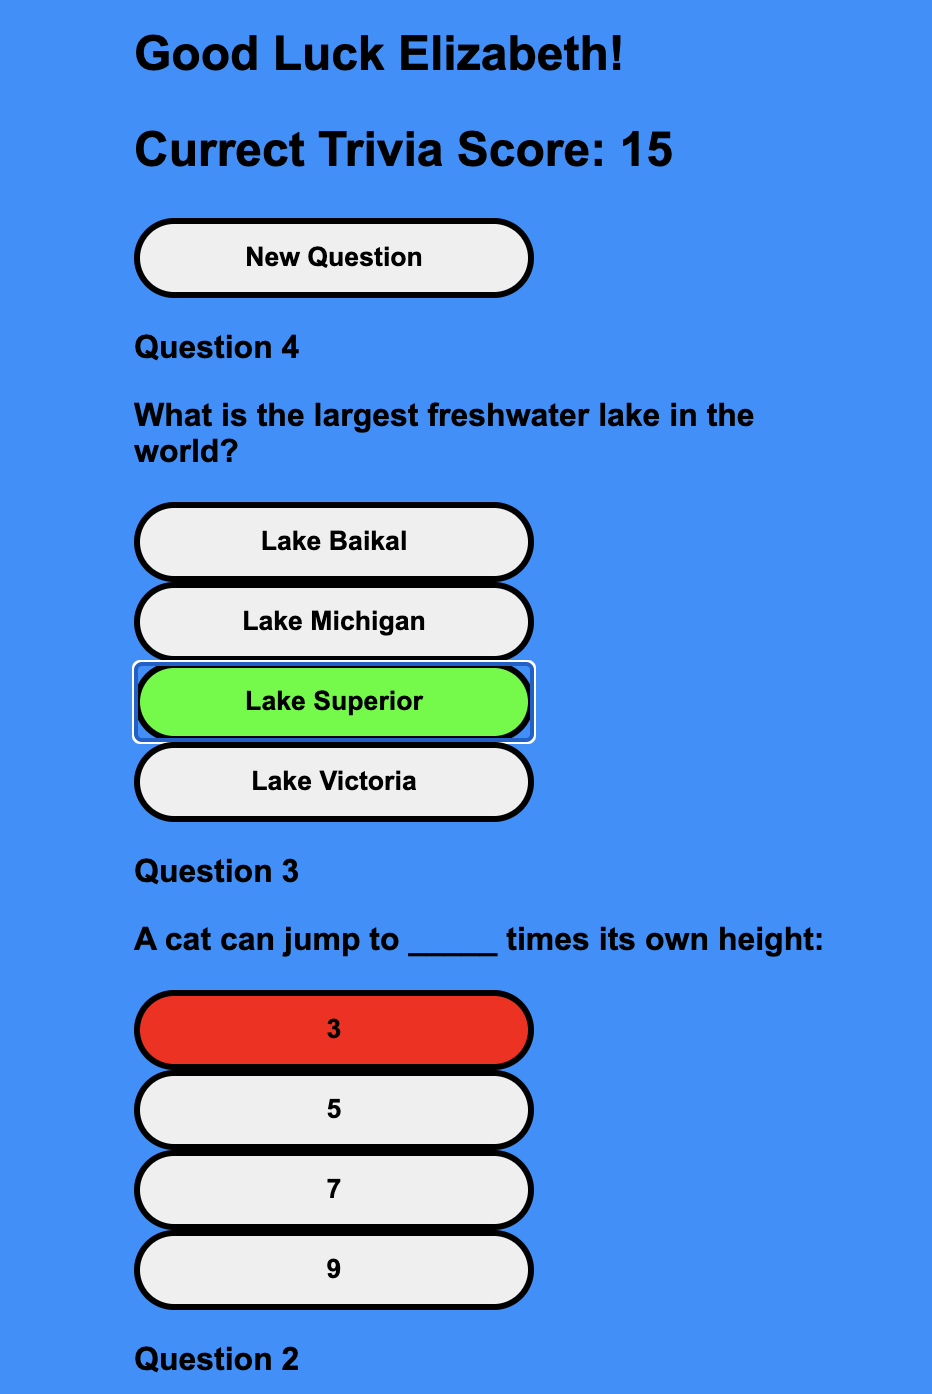 Good Luck Elizabeth!
Currect Trivia Score: 15
New Question
Question 4
What is the largest freshwater lake in the
world?
Lake Baikal
Lake Michigan
Lake Superior
Lake Victoria
Question 3
A cat can jump to _____ times its own height:
3
5
7
9
Question 2